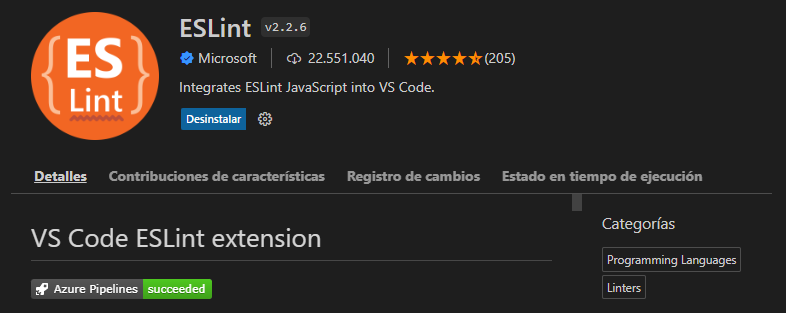 ES
Lint
ESLint v2.2.6
Microsoft 22.551.040 (205)
Integrates ESLint JavaScript into VS Code.
Desinstalar
Detalles Contribuciones de características Registro de cambios Estado en tiempo de ejecución
VS Code ESLint extension
Azure Pipelines succeeded
Categorías
Programming Languages
Linters